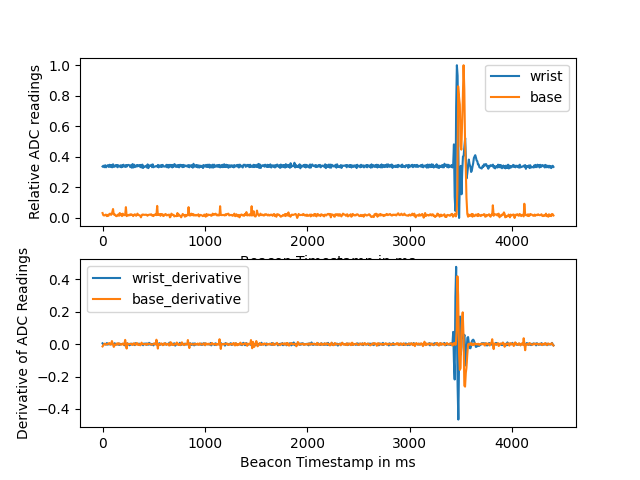 Relative ADC readings
1.0
0.8
0.6
0.4
0.2
0.0
wrist
base
0 1000 2000 3000 4000
Beacon Timestamp in ms
Derivative of ADC Readings
0.4
0.2
0.0
−0.2
−0.4
wrist_derivative
base_derivative
0 1000 2000 3000 4000
Beacon Timestamp in ms